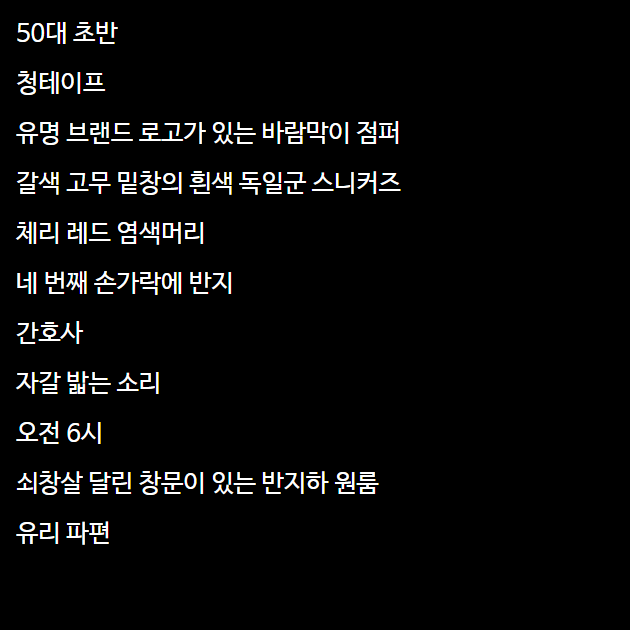 50대 초반
청테이프
유명 브랜드 로고가 있는 바람막이 점퍼
갈색 고무 밑창의 흰색 독일군 스니커즈
체리 레드 염색머리
네 번째 손가락에 반지
간호사
자갈 밟는 소리
오전 6시
쇠창살 달린 창문이 있는 반지하 원룸
유리 파편